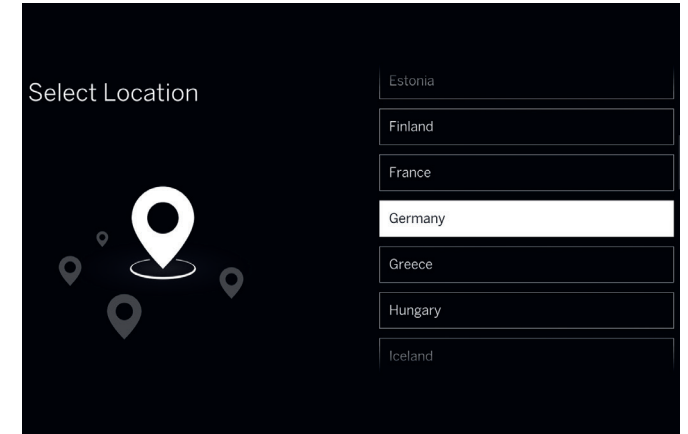 Select Location
Estonia
Finland
France
Germany
Greece
Hungary
Iceland